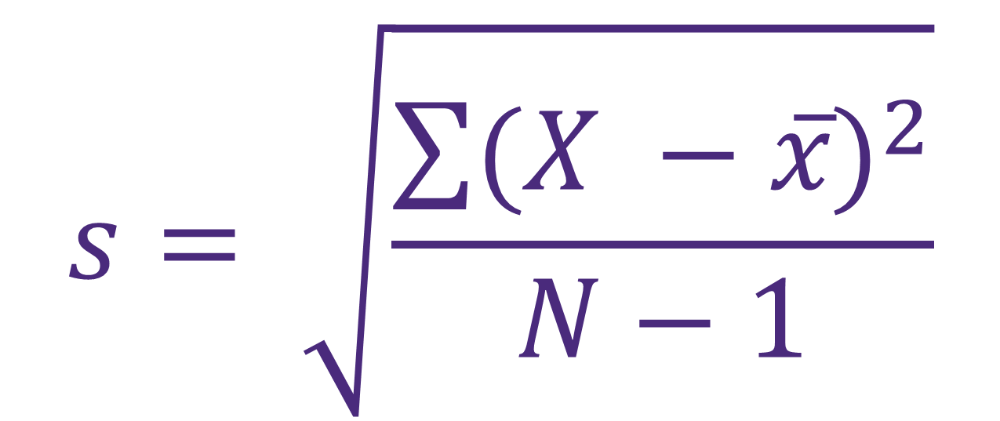 s = √(∑(X − x̄)² / (N − 1))